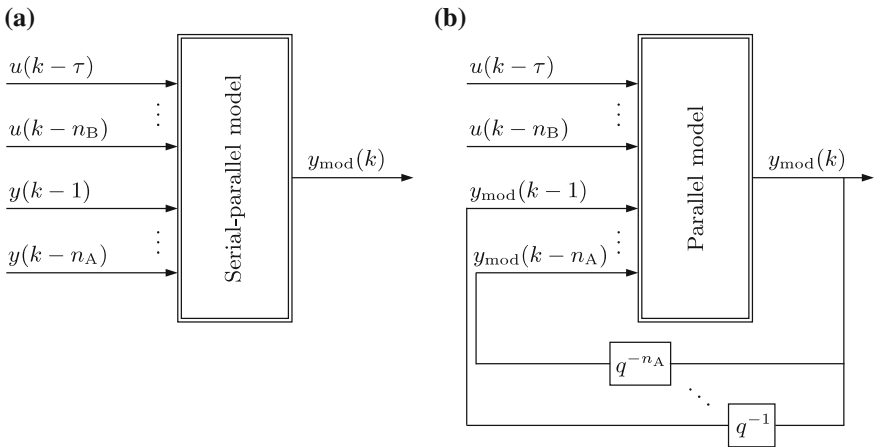 (a)
u(k − τ)
⋮
u(k − n_B)
y(k − 1)
⋮
y(k − n_A)
Serial-parallel model
y_mod(k)
(b)
u(k − τ)
⋮
u(k − n_B)
y_mod(k − 1)
⋮
y_mod(k − n_A)
Parallel model
y_mod(k)
q^{−n_A}
⋱
q^{−1}